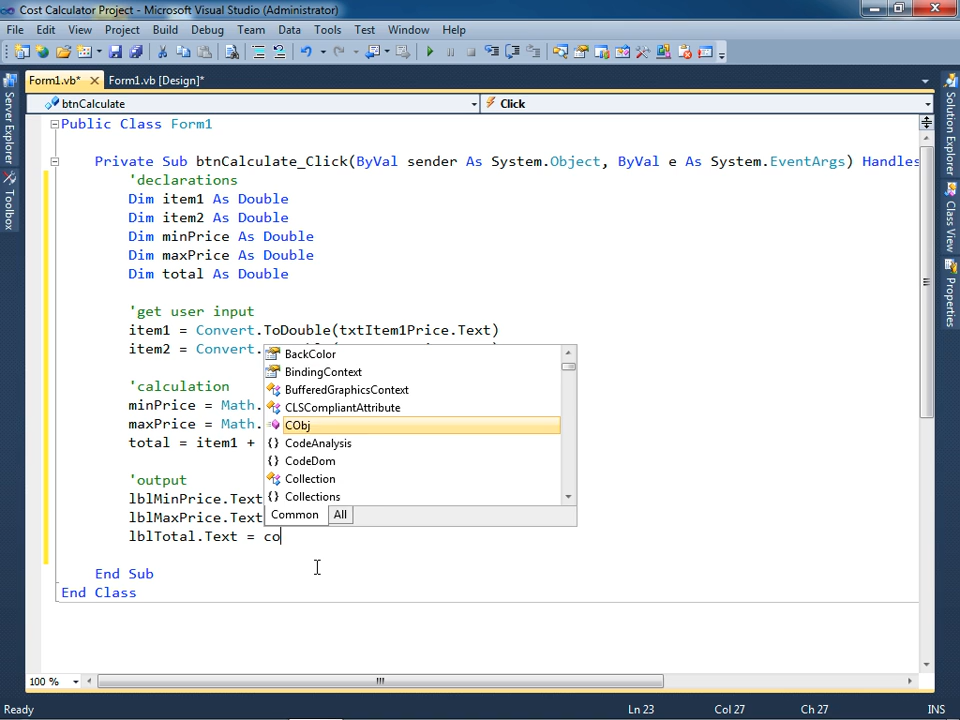 Cost Calculator Project - Microsoft Visual Studio (Administrator)
File Edit View Project Build Debug Team Data Tools Test Window Help
Form1.vb* Form1.vb [Design]*
btnCalculate Click
Server Explorer
Toolbox
Solution Explorer
Class View
Properties
Public Class Form1
Private Sub btnCalculate_Click(ByVal sender As System.Object, ByVal e As System.EventArgs) Handles
'declarations
Dim item1 As Double
Dim item2 As Double
Dim minPrice As Double
Dim maxPrice As Double
Dim total As Double
'get user input
item1 = Convert.ToDouble(txtItem1Price.Text)
item2 = Convert.
'calculation
minPrice = Math.
maxPrice = Math.
total = item1 +
'output
lblMinPrice.Text
lblMaxPrice.Text
lblTotal.Text = co
BackColor
BindingContext
BufferedGraphicsContext
CLSCompliantAttribute
CObj
CodeAnalysis
CodeDom
Collection
Collections
Common All
End Sub
End Class
100 %
Ready Ln 23 Col 27 Ch 27 INS